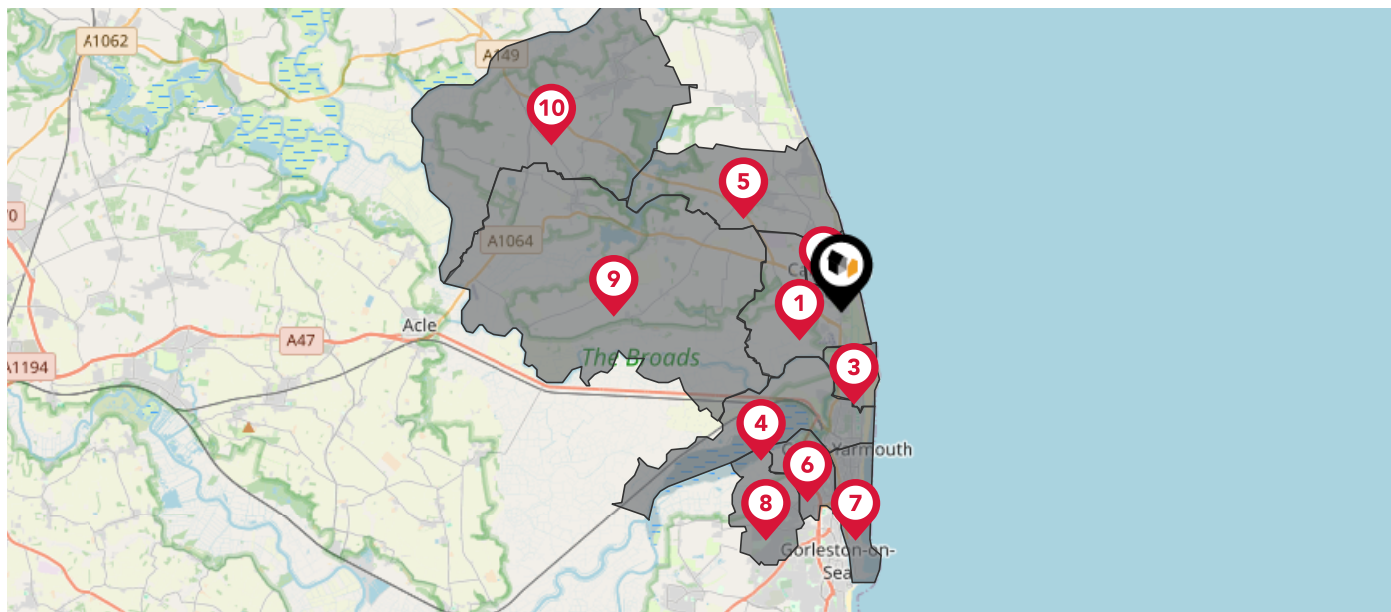 A1062
A149
10
5
A1064
9
1
Acle
A47
A1194
The Broads
3
4
Yarmouth
6
8
7
Gorleston-on-
Sea